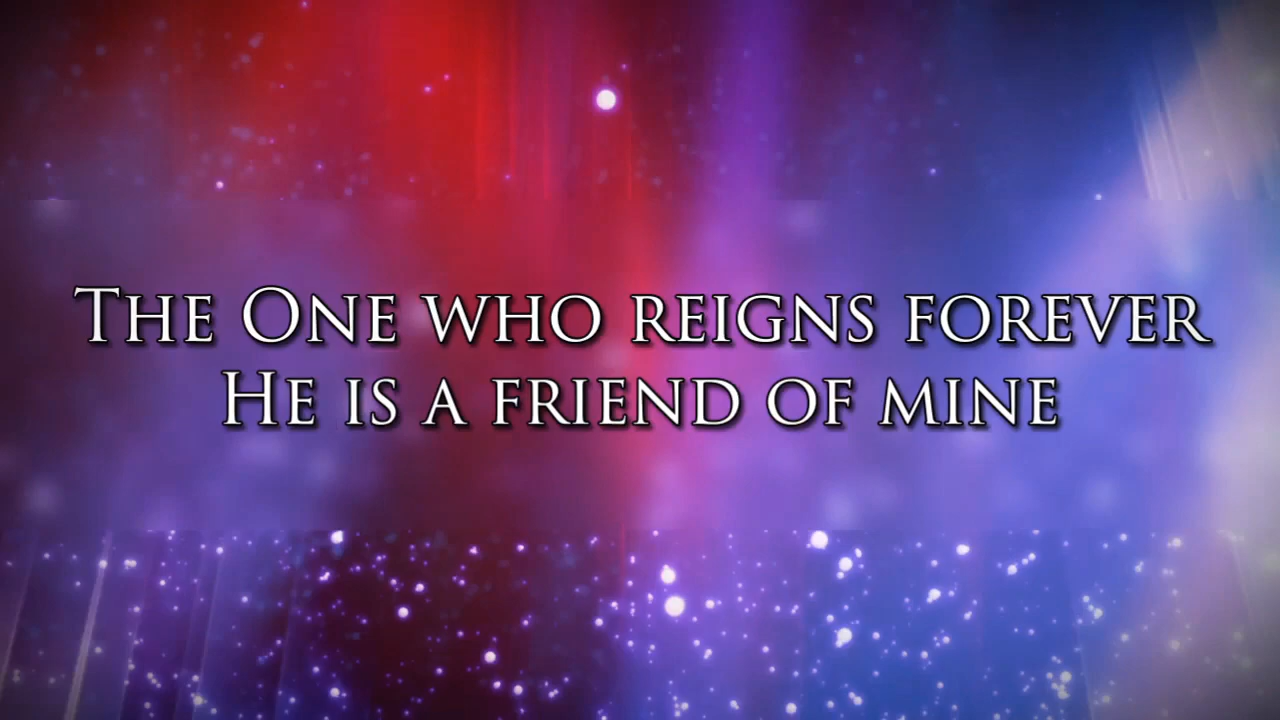 The One who reigns forever
He is a friend of mine